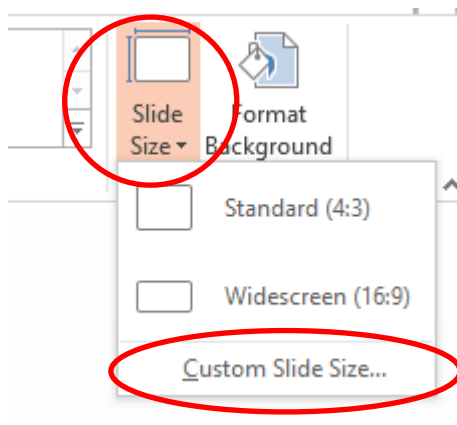 Slide Format
Size Background
Standard (4:3)
Widescreen (16:9)
Custom Slide Size...